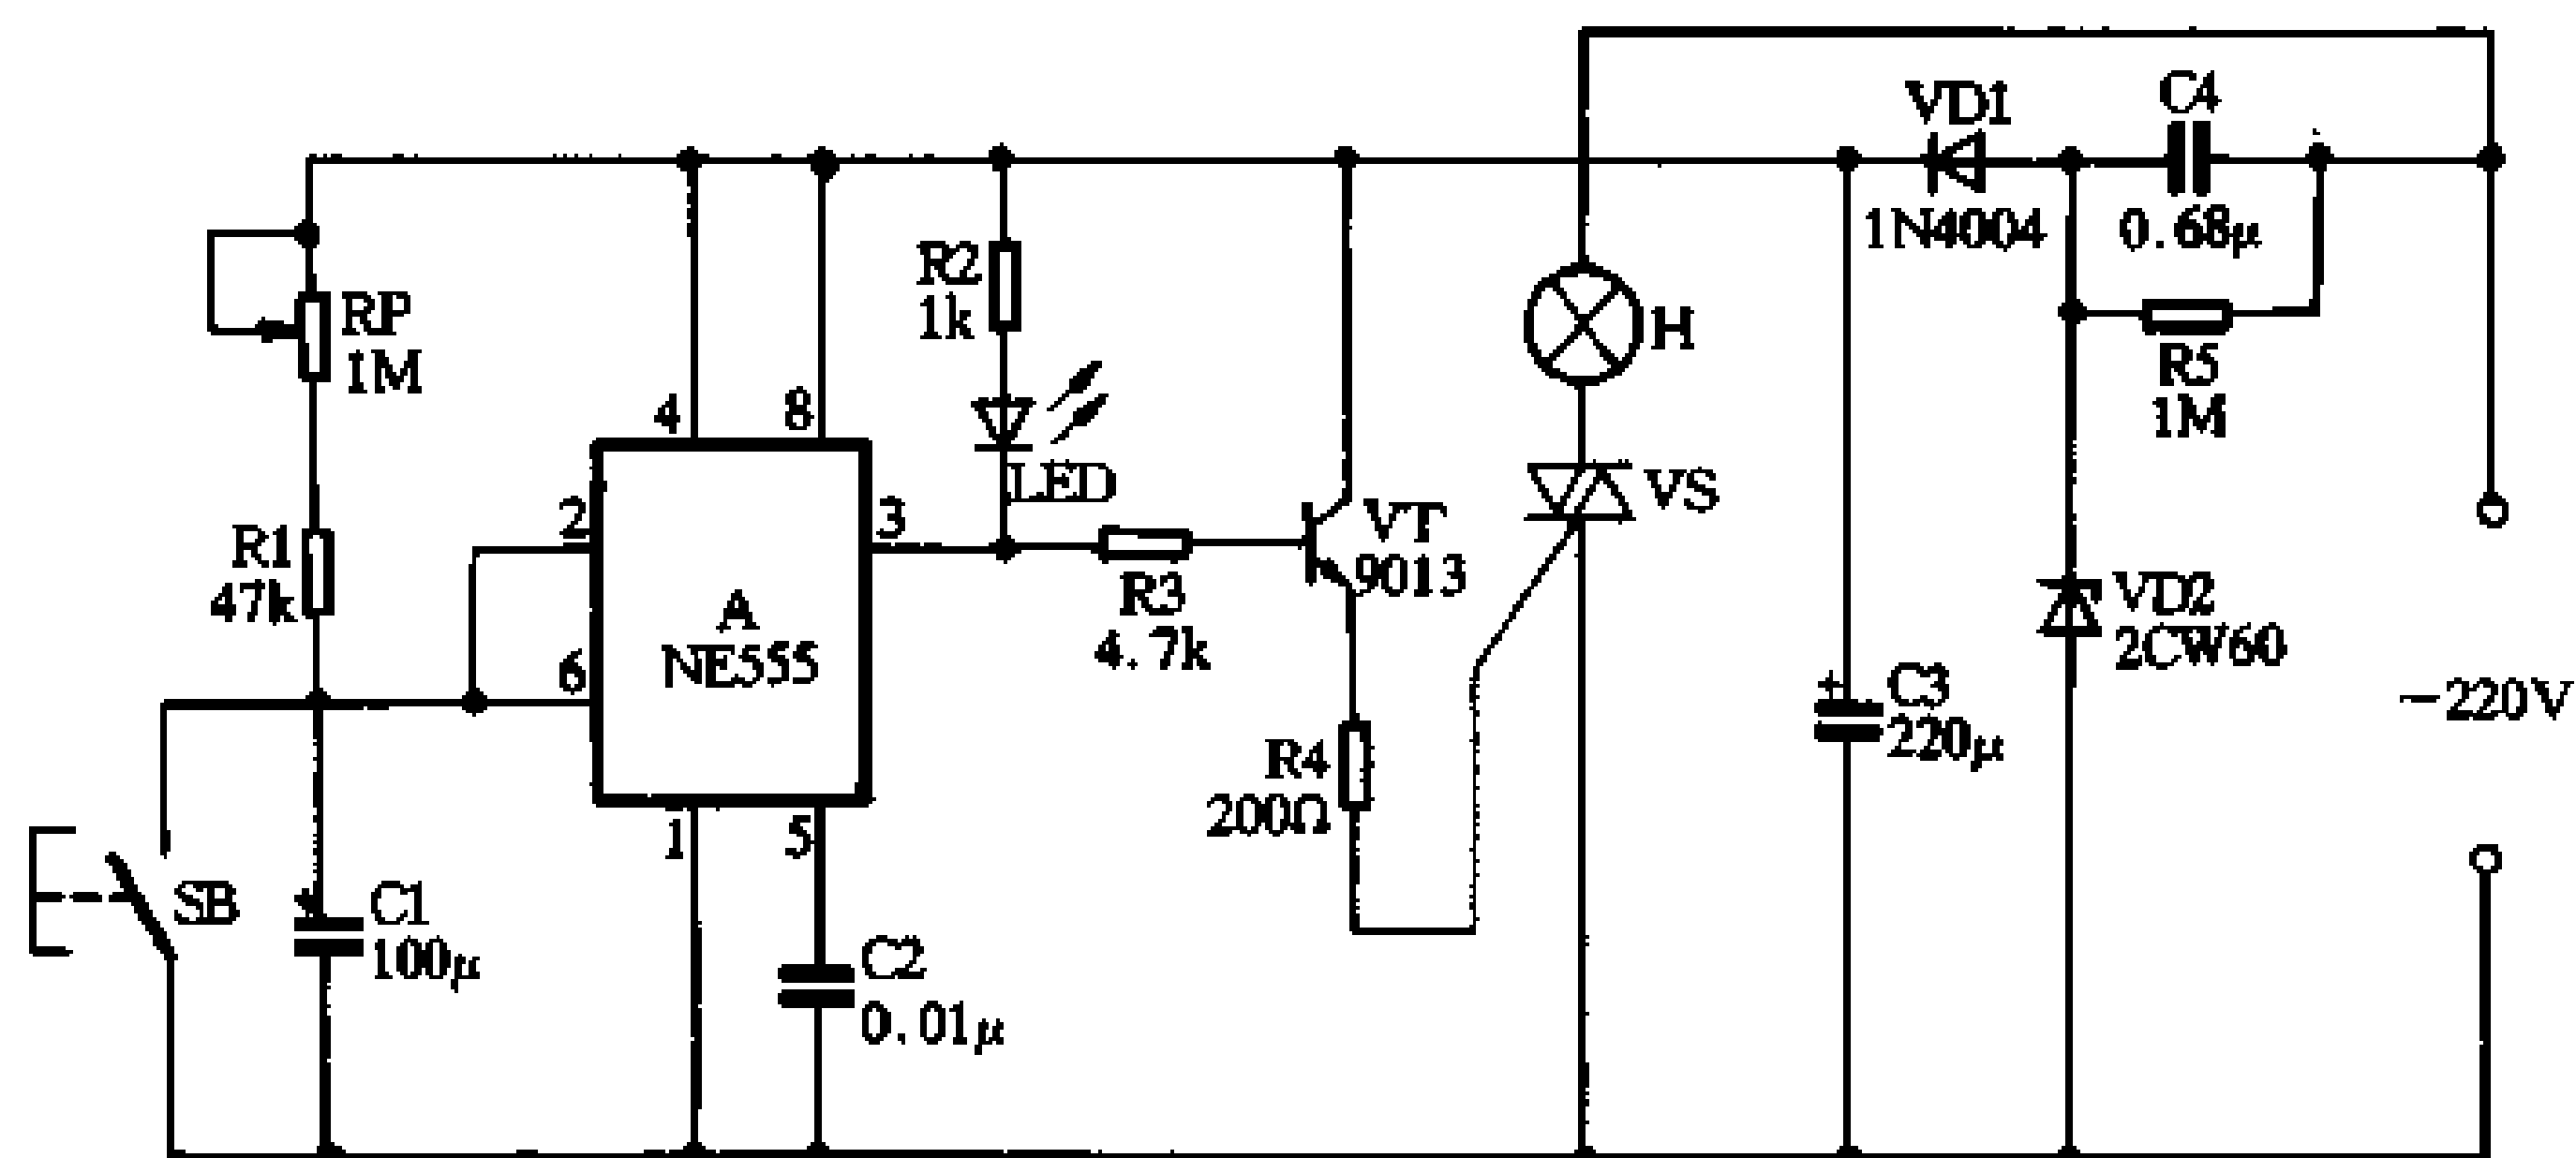 VD1
1N4004
C4
0.68μ
R2
1k
RP
1M
H
R5
1M
4
8
LED
VS
2
3
VT
9013
R1
47k
R3
4.7k
A
NE555
6
VD2
2CW60
+
C3
220μ
~220V
R4
200Ω
1
5
SB
+
C1
100μ
C2
0.01μ